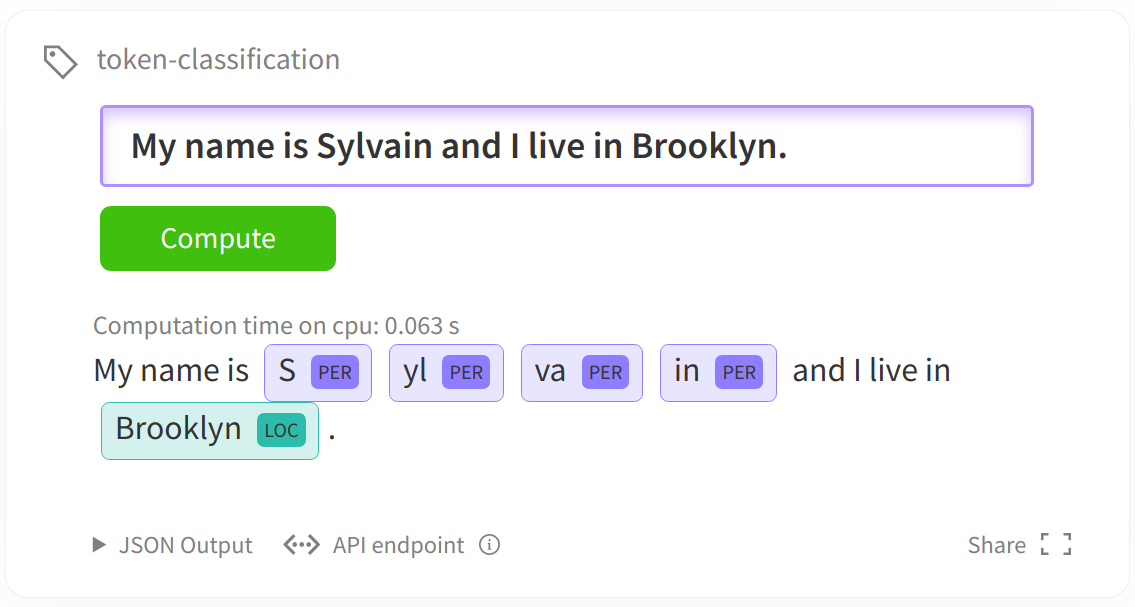 token-classification
My name is Sylvain and I live in Brooklyn.
Compute
Computation time on cpu: 0.063 s
My name is S PER yl PER va PER in PER and I live in
Brooklyn LOC .
JSON Output API endpoint Share